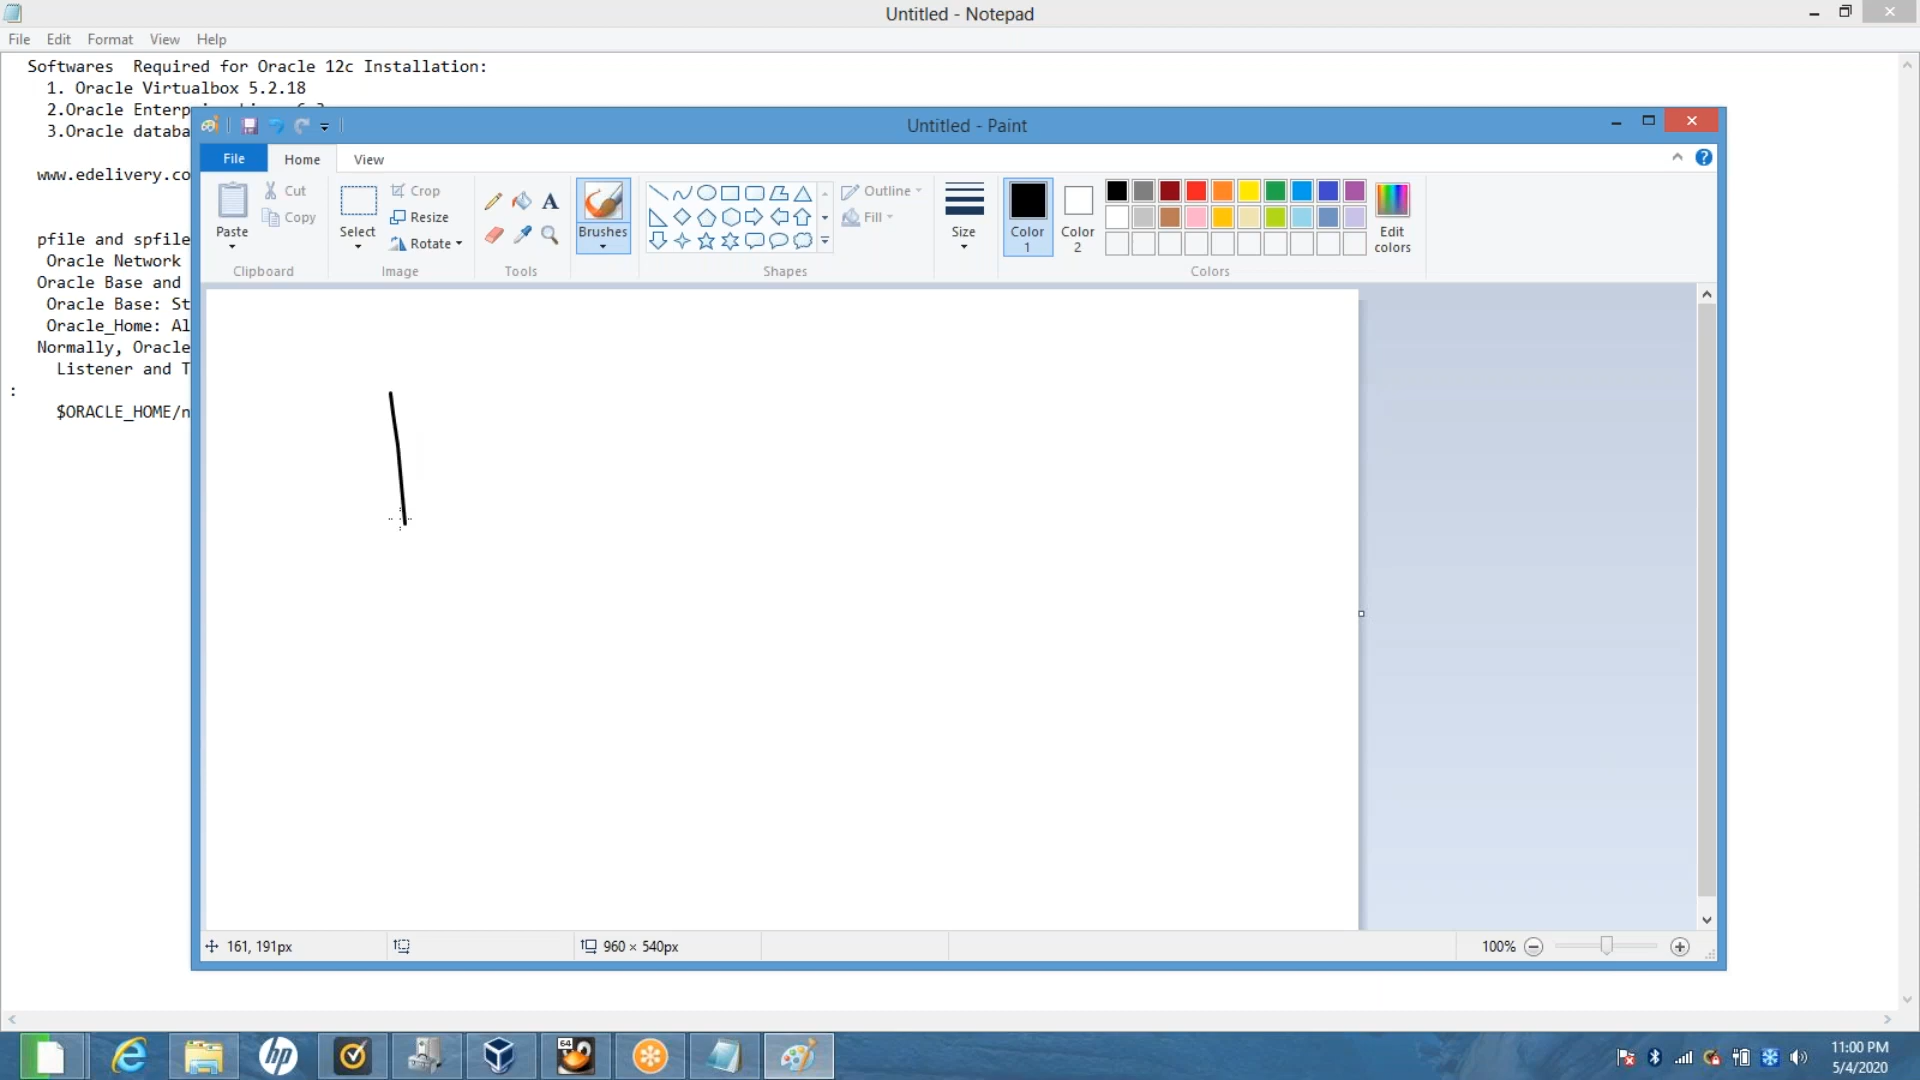 Untitled - Notepad
File Edit Format View Help
Softwares  Required for Oracle 12c Installation:
1. Oracle Virtualbox 5.2.18
2.Oracle
3.Oracle
www.edelivery.co
pfile and spfile
Oracle Network
Oracle Base and
Oracle Base:
Oracle_Home:
Normally, Oracle
Listener and
:
$ORACLE_HOME/n
Untitled - Paint
File Home View
Paste Cut Copy Clipboard
Select Crop Resize Rotate Image
A
Tools
Brushes
Shapes
Outline
Fill
Size
Color 1
Color 2
Edit colors
Colors
161, 191px
960 × 540px
100%
hp
64
11:00 PM
5/4/2020